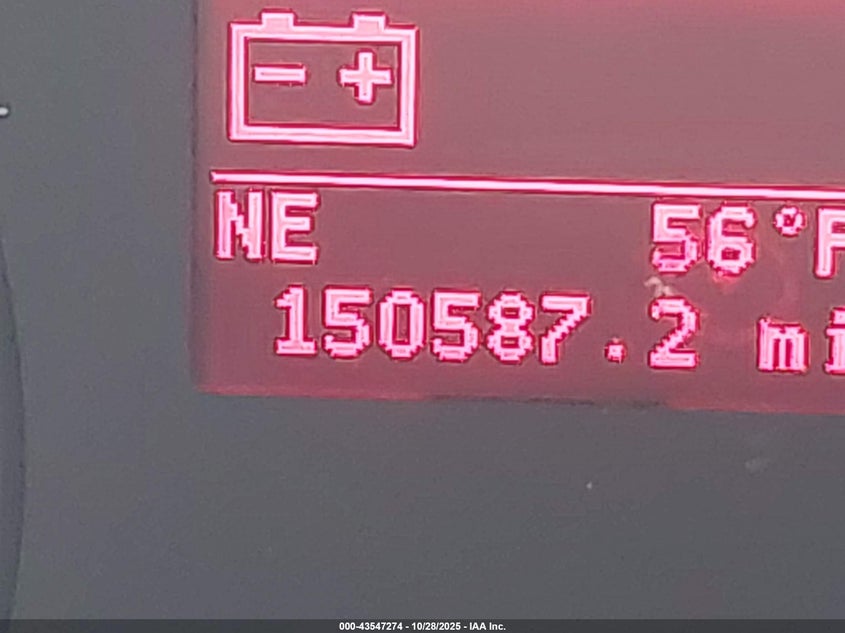 - +
NE 56°F
150587.2 mi
000-43547274 - 10/28/2025 - IAA Inc.